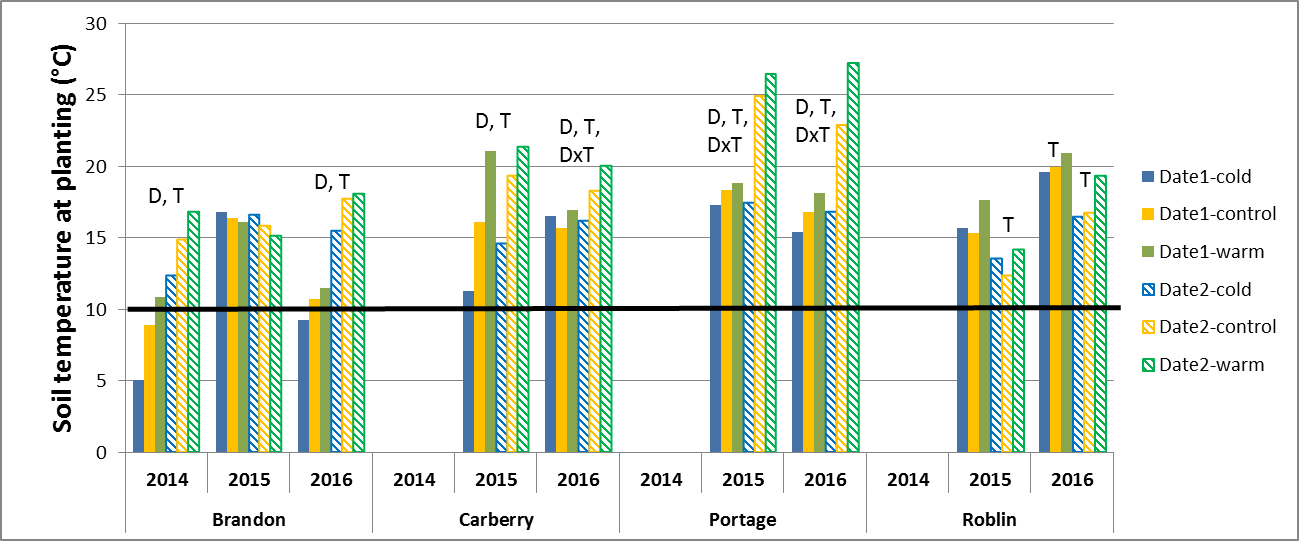 Soil temperature at planting (°C)
30
25
20
15
10
5
0
D, T
D, T
D, T
D, T,
DxT
D, T,
DxT
D, T,
DxT
T
T
T
2014
2015
2016
2014
2015
2016
2014
2015
2016
2014
2015
2016
Brandon
Carberry
Portage
Roblin
Date1-cold
Date1-control
Date1-warm
Date2-cold
Date2-control
Date2-warm